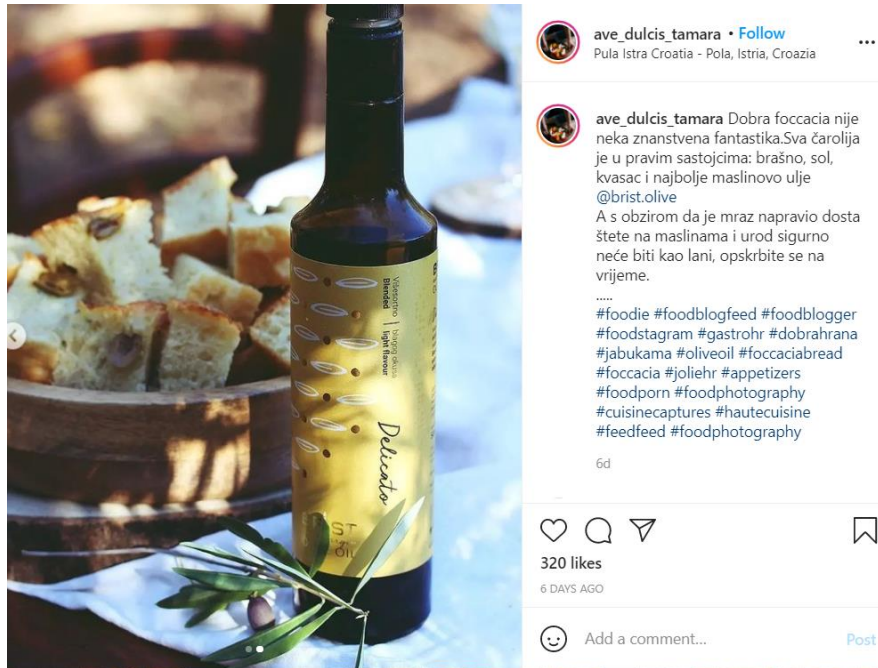 ave_dulcis_tamara • Follow
Pula Istra Croatia - Pola, Istria, Croazia
ave_dulcis_tamara Dobra foccacia nije
neka znanstvena fantastika.Sva čarolija
je u pravim sastojcima: brašno, sol,
kvasac i najbolje maslinovo ulje
@brist.olive
A s obzirom da je mraz napravio dosta
štete na maslinama i urod sigurno
neće biti kao lani, opskrbite se na
vrijeme.
.....
#foodie #foodblogfeed #foodblogger
#foodstagram #gastrohr #dobrahrana
#jabukama #oliveoil #foccaciabread
#foccacia #joliehr #appetizers
#foodporn #foodphotography
#cuisinecaptures #hautecuisine
#feedfeed #foodphotography
6d
320 likes
6 DAYS AGO
Add a comment...
Post
Višesortno | blagog okusa
Blended | light flavour
Delicato
ST
OIL